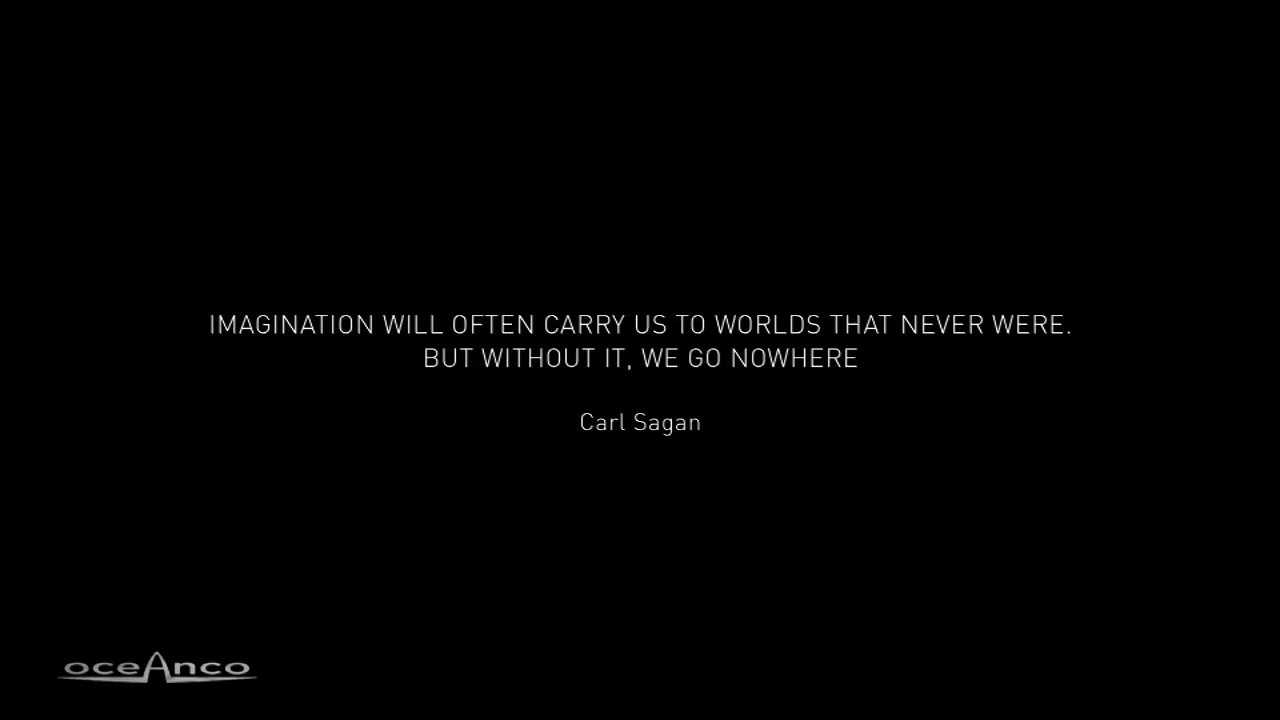 IMAGINATION WILL OFTEN CARRY US TO WORLDS THAT NEVER WERE.
BUT WITHOUT IT, WE GO NOWHERE
Carl Sagan
oceAnco